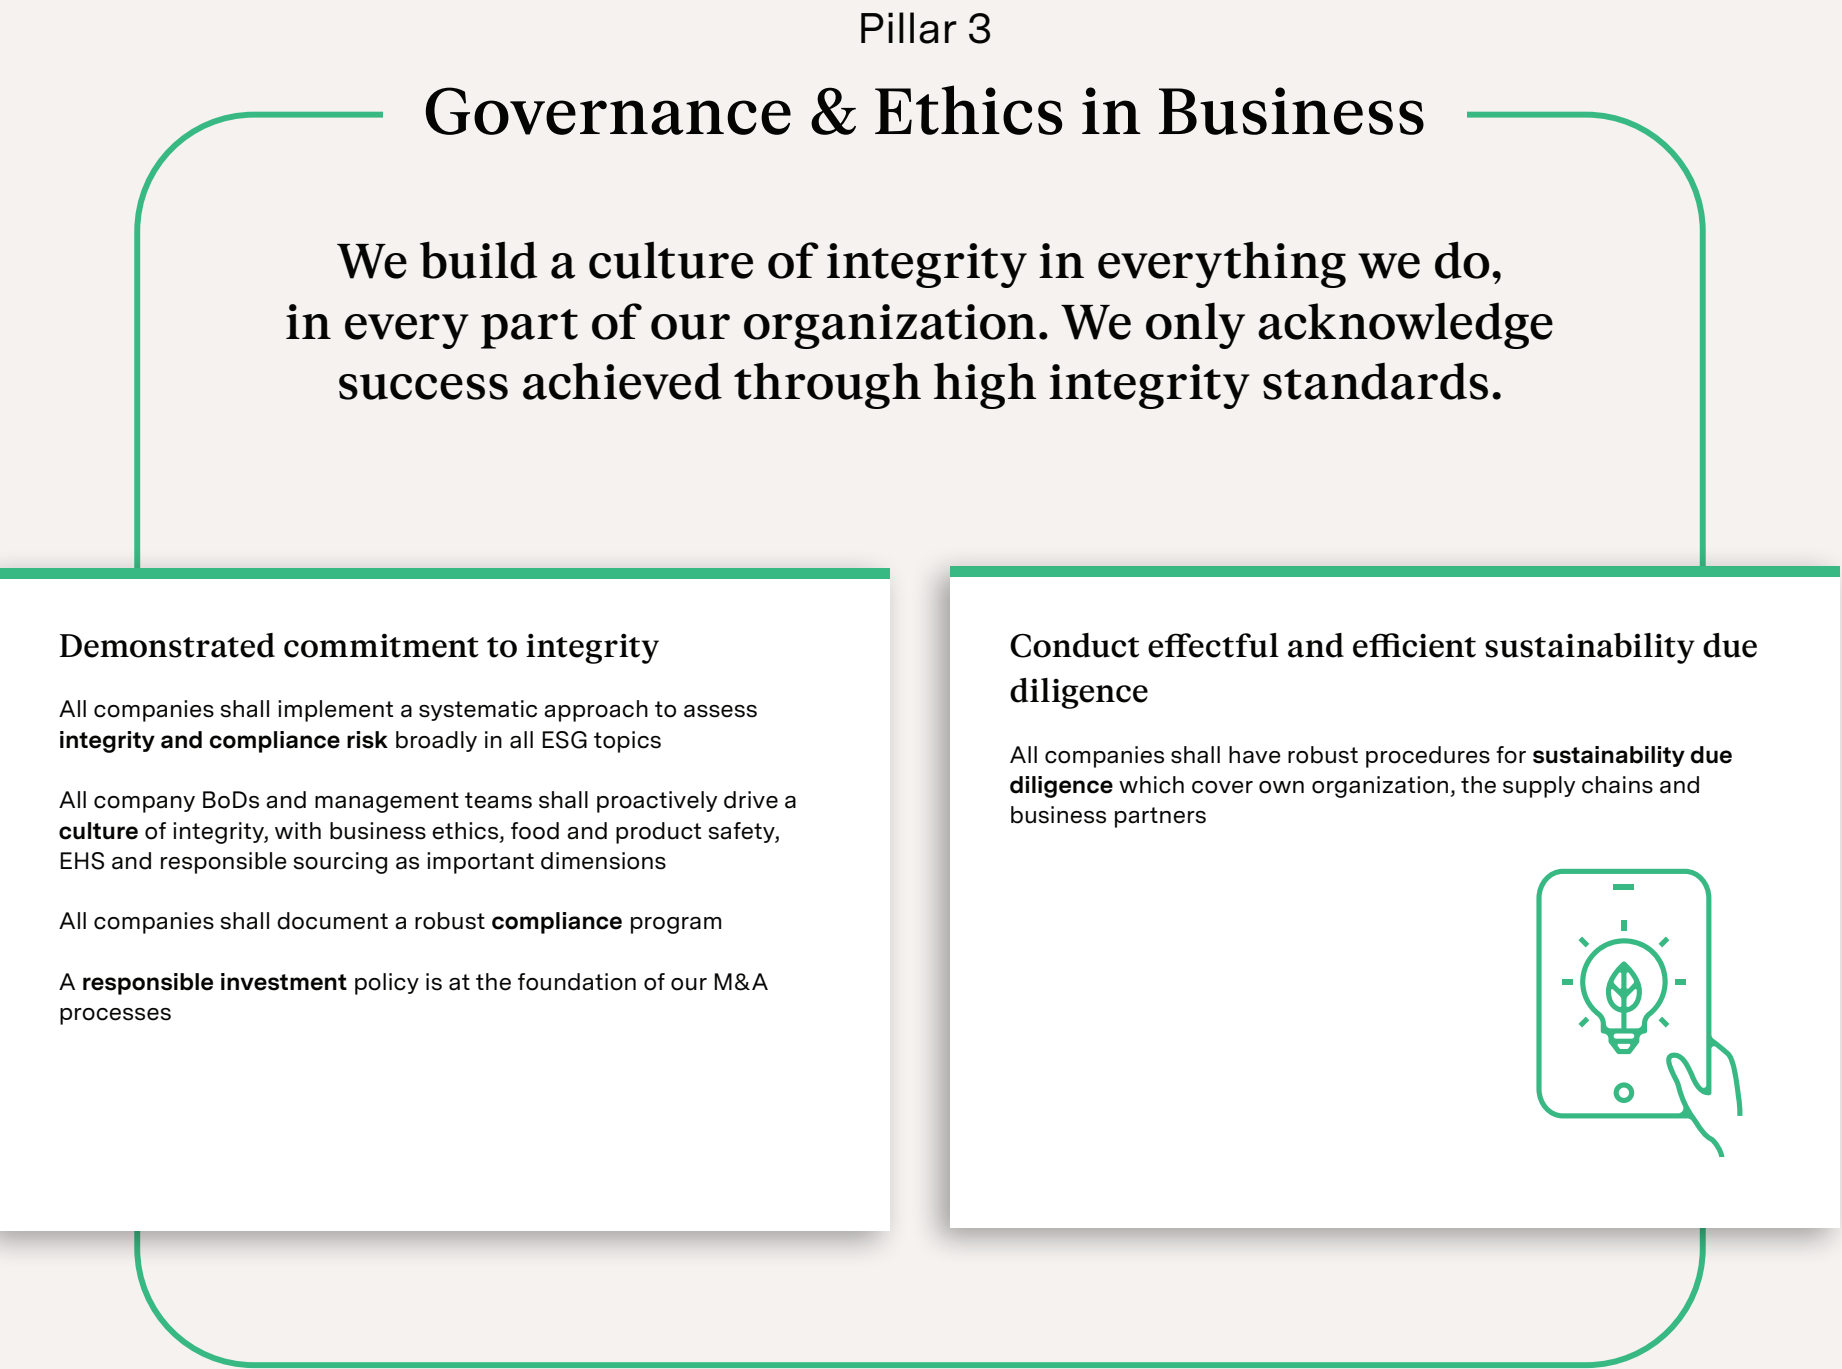 Pillar 3
Governance & Ethics in Business
We build a culture of integrity in everything we do,
in every part of our organization. We only acknowledge
success achieved through high integrity standards.
Demonstrated commitment to integrity
All companies shall implement a systematic approach to assess
integrity and compliance risk broadly in all ESG topics
All company BoDs and management teams shall proactively drive a
culture of integrity, with business ethics, food and product safety,
EHS and responsible sourcing as important dimensions
All companies shall document a robust compliance program
A responsible investment policy is at the foundation of our M&A
processes
Conduct effectful and efficient sustainability due
diligence
All companies shall have robust procedures for sustainability due
diligence which cover own organization, the supply chains and
business partners